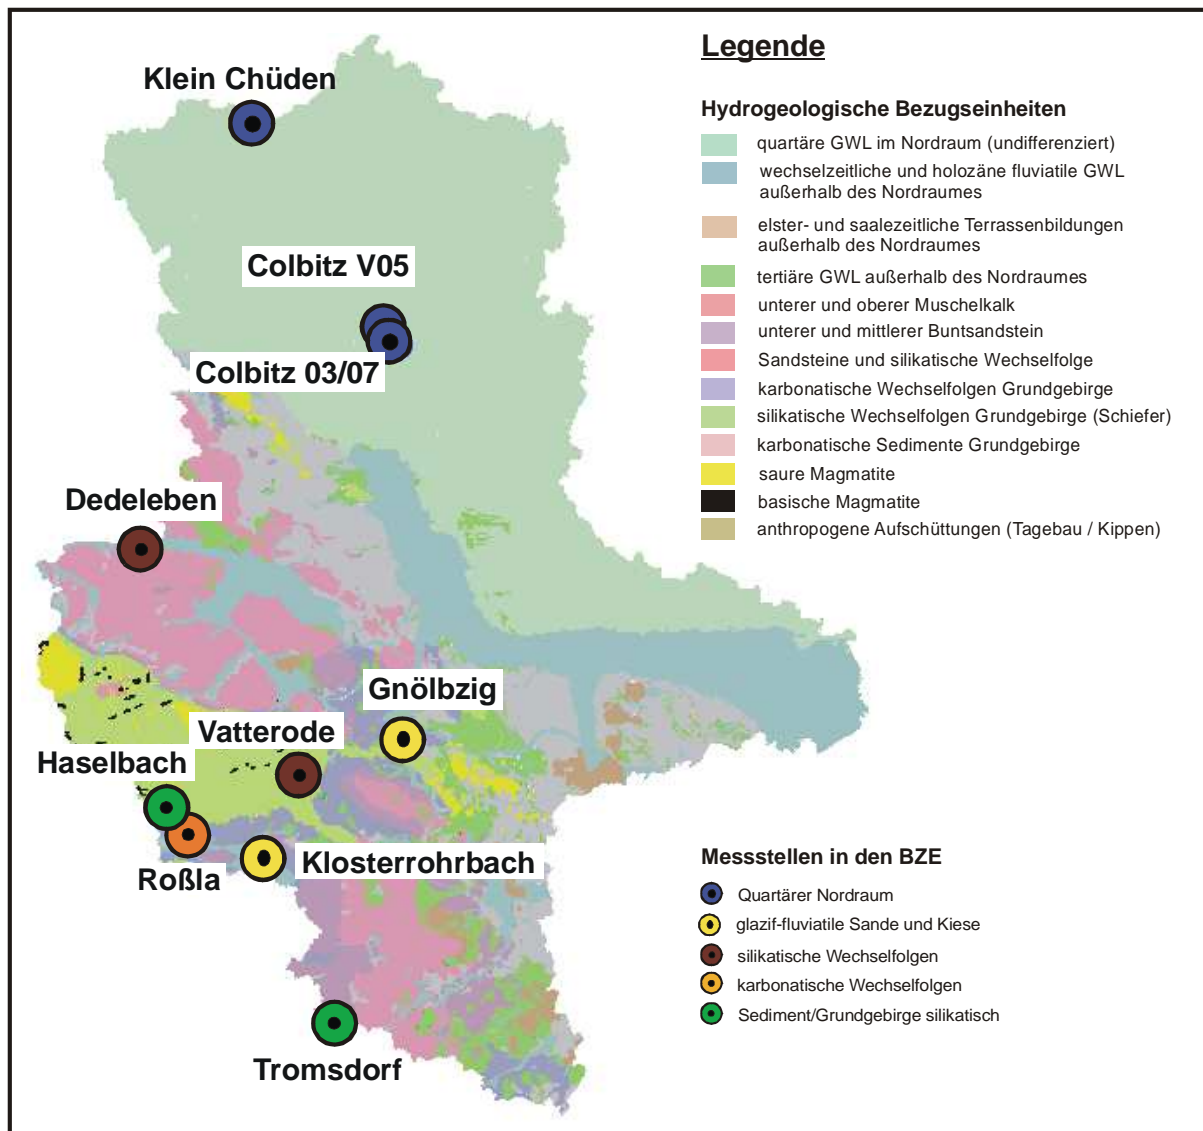 Klein Chüden
Colbitz V05
Colbitz 03/07
Dedeleben
Gnölbzig
Vatterode
Haselbach
Roßla
Klosterrohrbach
Tromsdorf
Legende
Hydrogeologische Bezugseinheiten
quartäre GWL im Nordraum (undifferenziert)
wechselzeitliche und holozäne fluviatile GWL
außerhalb des Nordraumes
elster- und saalezeitliche Terrassenbildungen
außerhalb des Nordraumes
tertiäre GWL außerhalb des Nordraumes
unterer und oberer Muschelkalk
unterer und mittlerer Buntsandstein
Sandsteine und silikatische Wechselfolge
karbonatische Wechselfolgen Grundgebirge
silikatische Wechselfolgen Grundgebirge (Schiefer)
karbonatische Sedimente Grundgebirge
saure Magmatite
basische Magmatite
anthropogene Aufschüttungen (Tagebau / Kippen)
Messstellen in den BZE
Quartärer Nordraum
glazif-fluviatile Sande und Kiese
silikatische Wechselfolgen
karbonatische Wechselfolgen
Sediment/Grundgebirge silikatisch